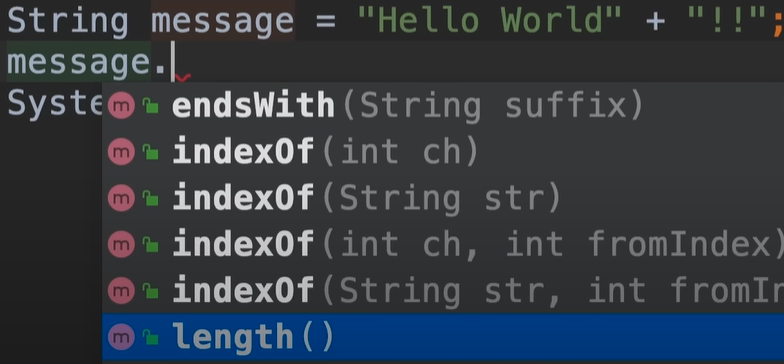 String message = "Hello World" + "!!";
message.
Syste
m endsWith(String suffix)
m indexOf(int ch)
m indexOf(String str)
m indexOf(int ch, int fromIndex)
m indexOf(String str, int fromIn
m length()